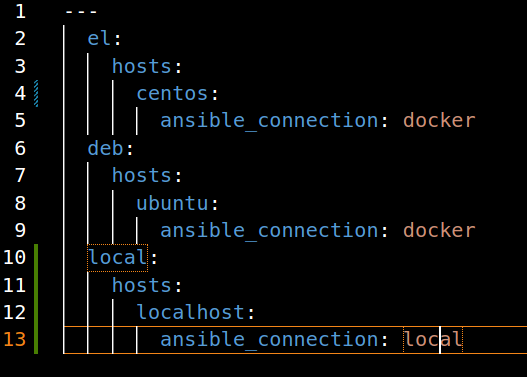 1 ---
2   el:
3     hosts:
4       centos:
5         ansible_connection: docker
6   deb:
7     hosts:
8       ubuntu:
9         ansible_connection: docker
10   local:
11     hosts:
12       localhost:
13         ansible_connection: local